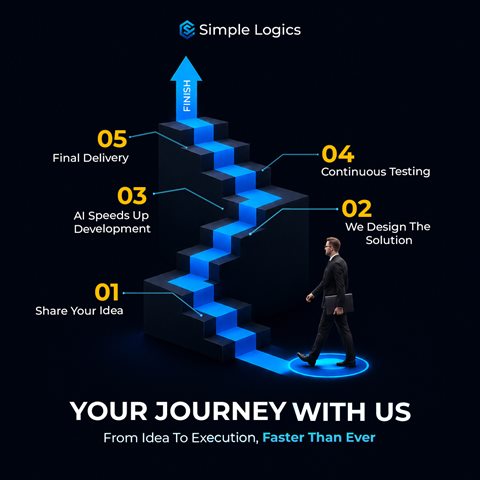 Simple Logics
FINISH
05
Final Delivery
04
Continuous Testing
03
AI Speeds Up
Development
02
We Design The
Solution
01
Share Your Idea
YOUR JOURNEY WITH US
From Idea To Execution, Faster Than Ever